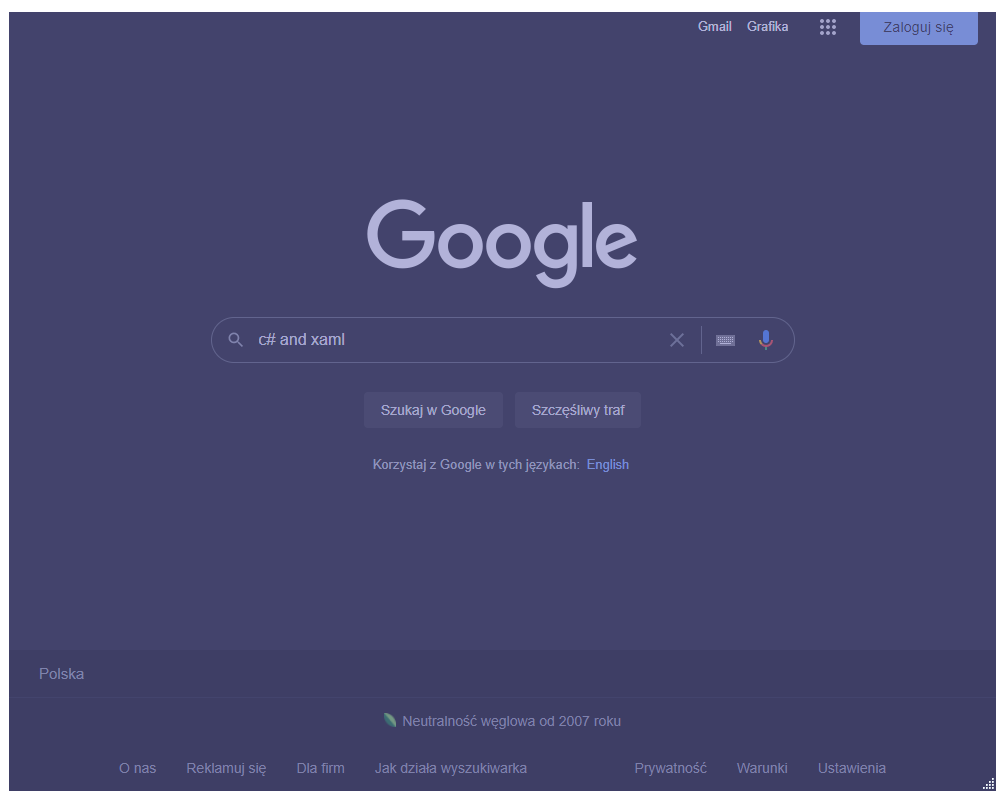 Gmail Grafika Zaloguj się
Google
c# and xaml
Szukaj w Google Szczęśliwy traf
Korzystaj z Google w tych językach: English
Polska
Neutralność węglowa od 2007 roku
O nas Reklamuj się Dla firm Jak działa wyszukiwarka Prywatność Warunki Ustawienia